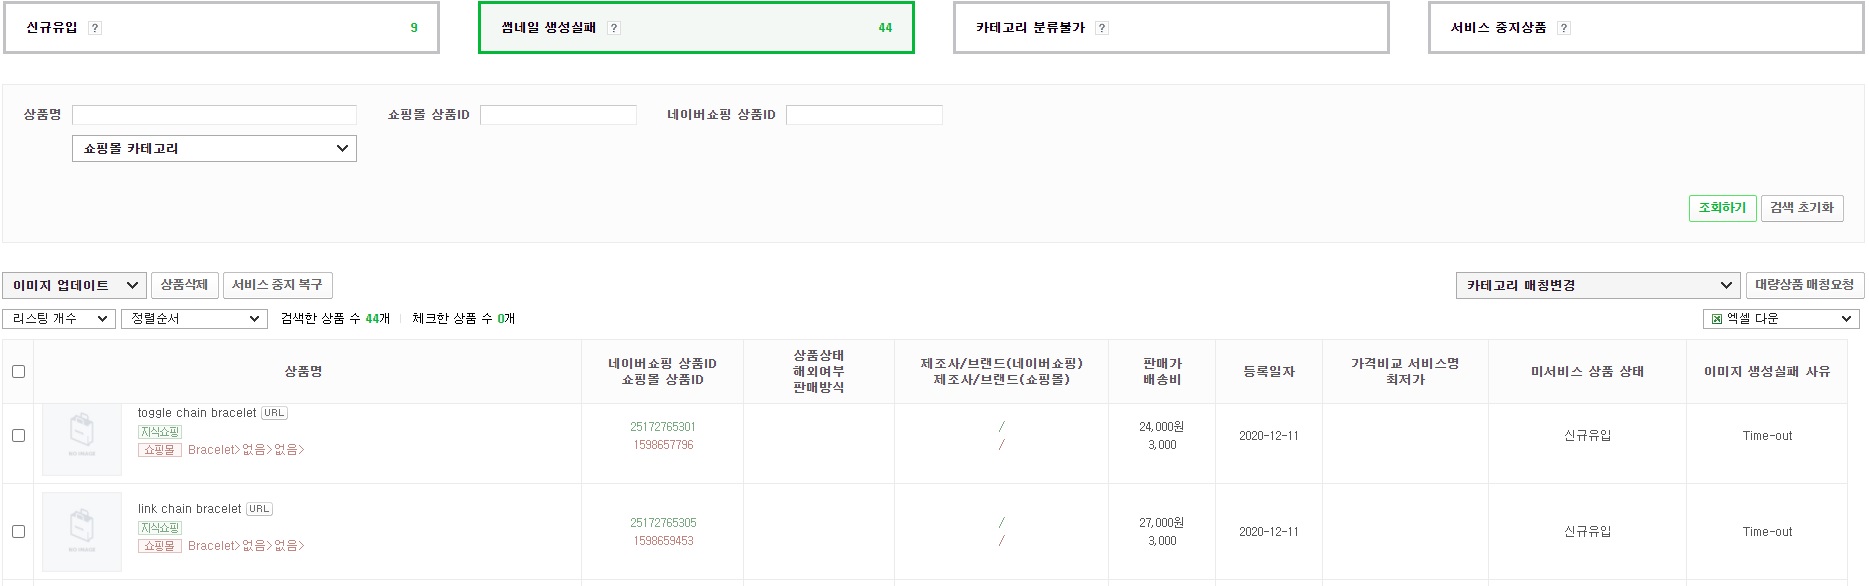 신규유입 ? 9
썸네일 생성실패 ? 44
카테고리 분류불가 ?
서비스 중지상품 ?
상품명
쇼핑몰 상품ID
네이버쇼핑 상품ID
쇼핑몰 카테고리
조회하기 검색 초기화
이미지 업데이트 상품삭제 서비스 중지 복구
카테고리 매칭변경 대량상품 매칭요청
리스팅 개수 정렬순서 검색한 상품 수 44개 체크한 상품 수 0개
엑셀 다운
상품명
네이버쇼핑 상품ID
쇼핑몰 상품ID
상품상태
해외여부
판매방식
제조사/브랜드(네이버쇼핑)
제조사/브랜드(쇼핑몰)
판매가
배송비
등록일자
가격비교 서비스명
최저가
미서비스 상품 상태
이미지 생성실패 사유
NO IMAGE
toggle chain bracelet URL
지식쇼핑
쇼핑몰 Bracelet>없음>없음>
25172765301
1598657796
/
/
24,000원
3,000
2020-12-11
신규유입
Time-out
NO IMAGE
link chain bracelet URL
지식쇼핑
쇼핑몰 Bracelet>없음>없음>
25172765305
1598659453
/
/
27,000원
3,000
2020-12-11
신규유입
Time-out